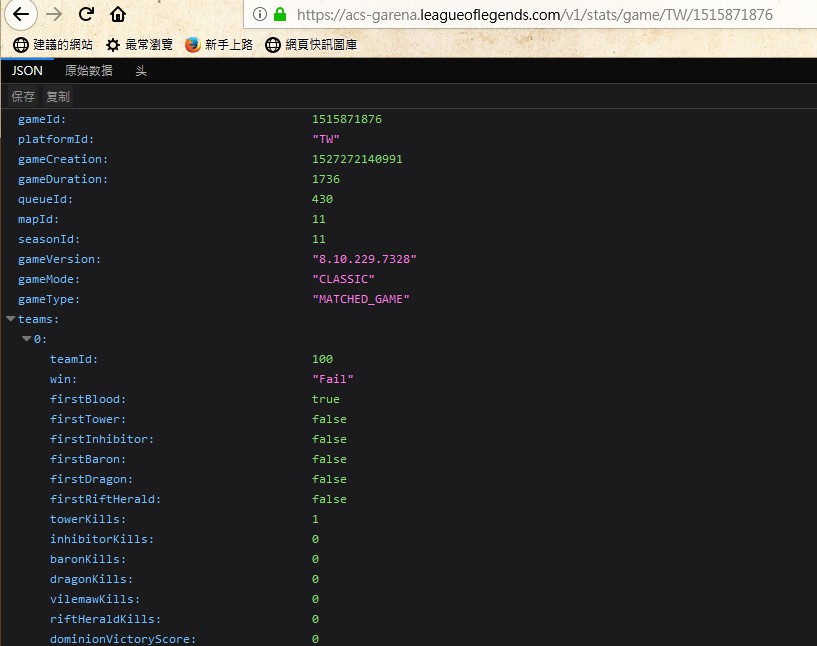 https://acs-garena.leagueoflegends.com/v1/stats/game/TW/1515871876
建議的網站 最常瀏覽 新手上路 網頁快訊圖庫
JSON 原始数据 头
保存 复制
gameId: 1515871876
platformId: "TW"
gameCreation: 1527272140991
gameDuration: 1736
queueId: 430
mapId: 11
seasonId: 11
gameVersion: "8.10.229.7328"
gameMode: "CLASSIC"
gameType: "MATCHED_GAME"
teams:
0:
teamId: 100
win: "Fail"
firstBlood: true
firstTower: false
firstInhibitor: false
firstBaron: false
firstDragon: false
firstRiftHerald: false
towerKills: 1
inhibitorKills: 0
baronKills: 0
dragonKills: 0
vilemawKills: 0
riftHeraldKills: 0
dominionVictoryScore: 0